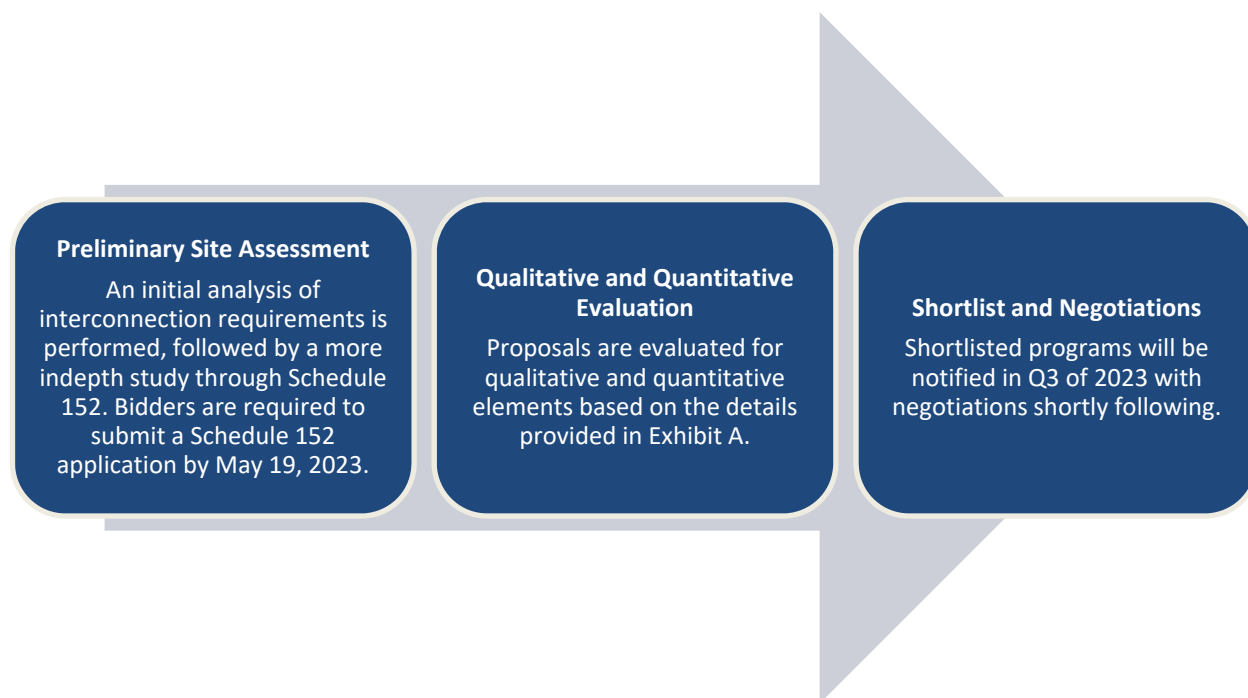 Preliminary Site Assessment
An initial analysis of
interconnection requirements is
performed, followed by a more
indepth study through Schedule
152. Bidders are required to
submit a Schedule 152
application by May 19, 2023.
Qualitative and Quantitative
Evaluation
Proposals are evaluated for
qualitative and quantitative
elements based on the details
provided in Exhibit A.
Shortlist and Negotiations
Shortlisted programs will be
notified in Q3 of 2023 with
negotiations shortly following.